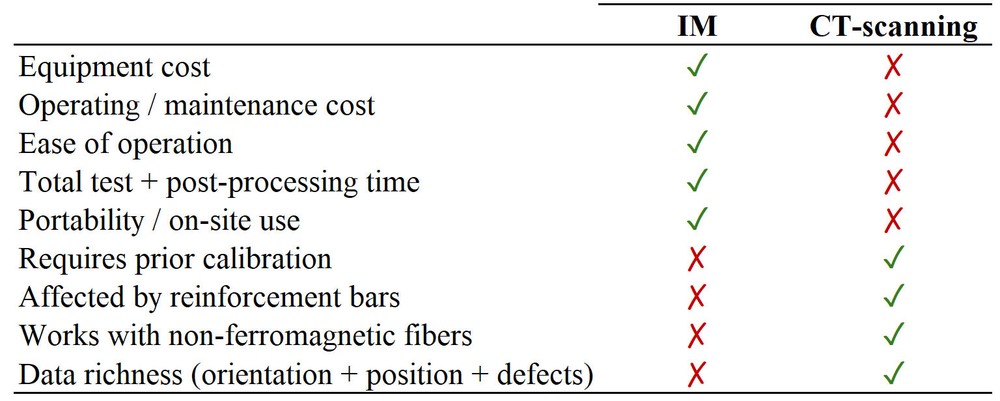 IM CT-scanning
Equipment cost ✓ ✗
Operating / maintenance cost ✓ ✗
Ease of operation ✓ ✗
Total test + post-processing time ✓ ✗
Portability / on-site use ✓ ✗
Requires prior calibration ✗ ✓
Affected by reinforcement bars ✗ ✓
Works with non-ferromagnetic fibers ✗ ✓
Data richness (orientation + position + defects) ✗ ✓